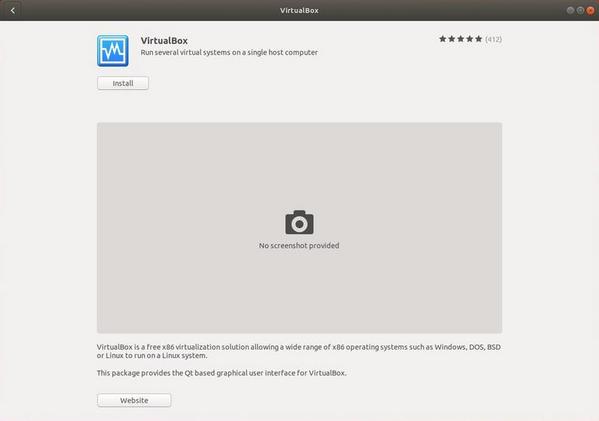 VirtualBox
VirtualBox
Run several virtual systems on a single host computer
(412)
Install
No screenshot provided
VirtualBox is a free x86 virtualization solution allowing a wide range of x86 operating systems such as Windows, DOS, BSD
or Linux to run on a Linux system.
This package provides the Qt based graphical user interface for VirtualBox.
Website